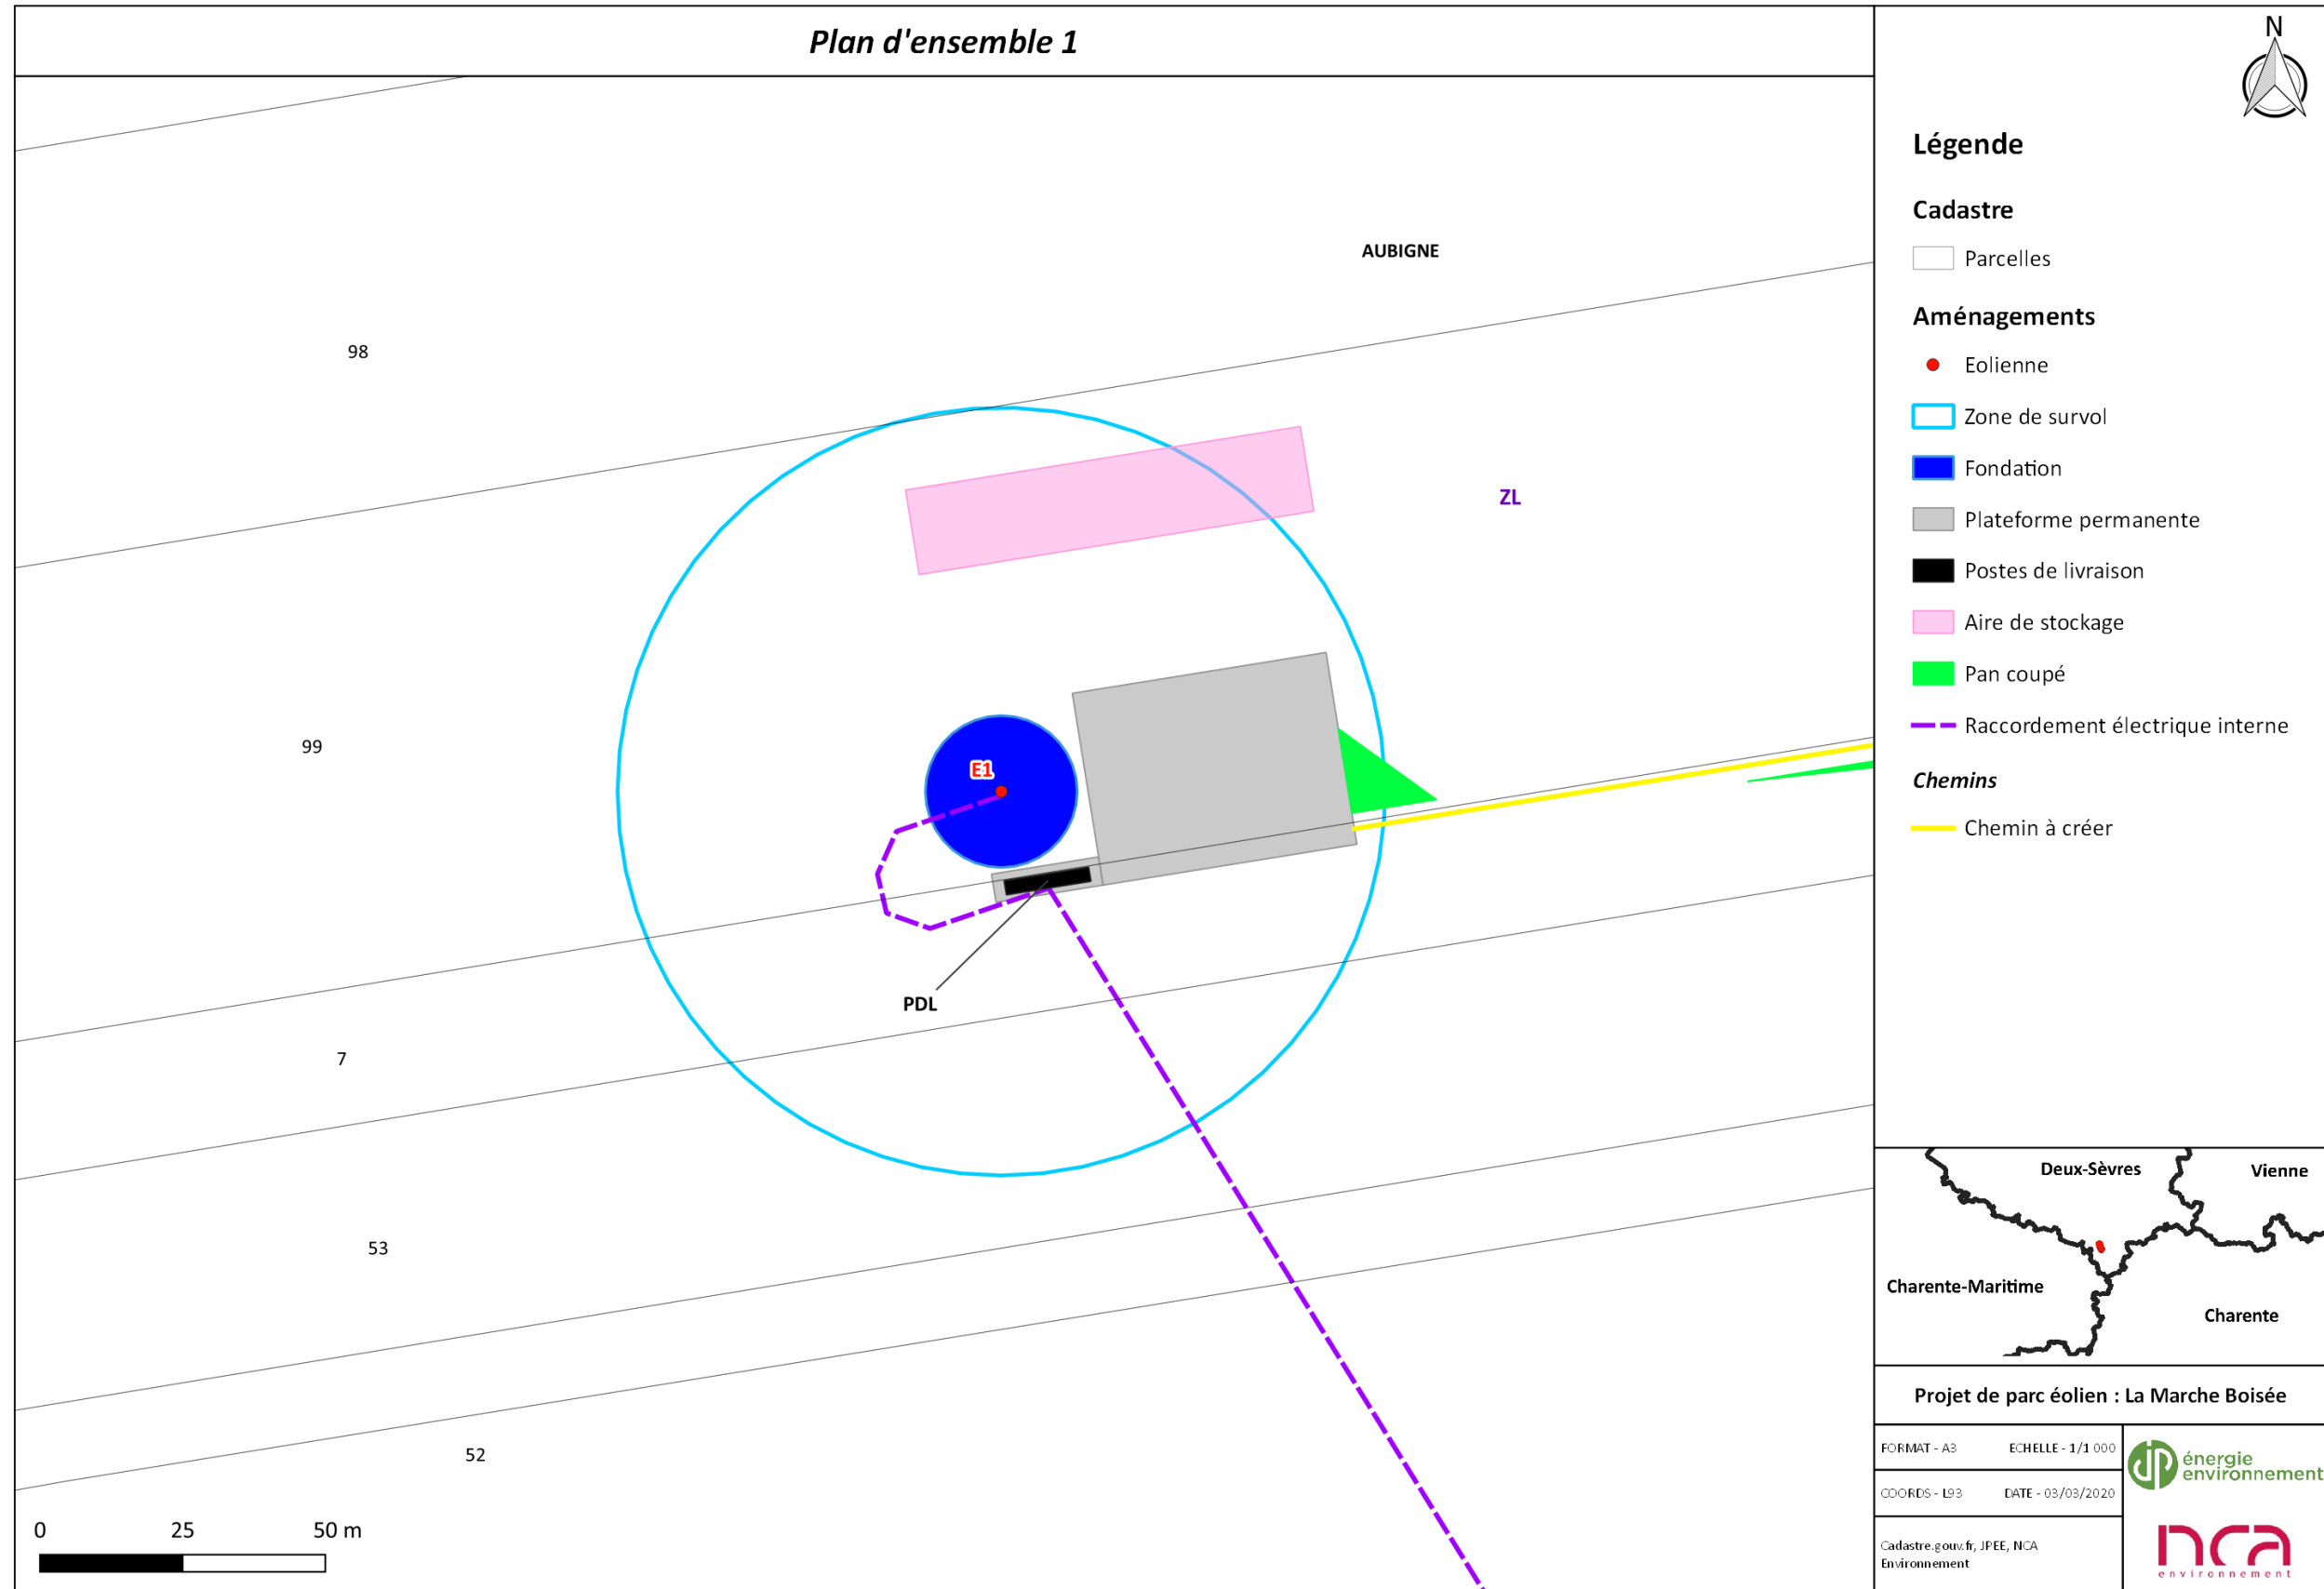 Plan d'ensemble 1
N
Légende
Cadastre
Parcelles
Aménagements
Eolienne
Zone de survol
Fondation
Plateforme permanente
Postes de livraison
Aire de stockage
Pan coupé
Raccordement électrique interne
Chemins
Chemin à créer
AUBIGNE
98
ZL
99
E1
PDL
7
53
52
0 25 50 m
Deux-Sèvres
Vienne
Charente-Maritime
Charente
Projet de parc éolien : La Marche Boisée
FORMAT - A3 ECHELLE - 1/1 000
COORDS - L93 DATE - 03/03/2020
Cadastre.gouv.fr, JPEE, NCA
Environnement
jp énergie
environnement
nca
environnement